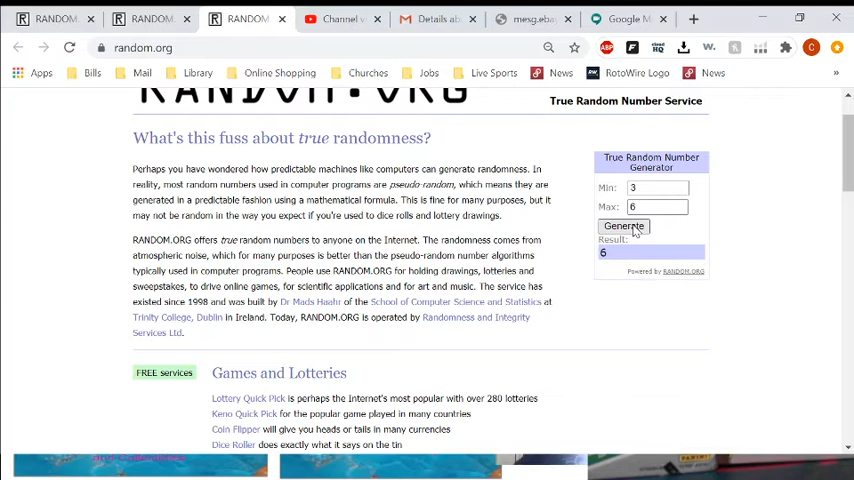 RANDOM.
RANDOM.
RANDOM
Channel v
Details ab
mesg.ebay
Google M
random.org
ABP
cloud HQ
W.
C
Apps
Bills
Mail
Library
Online Shopping
Churches
Jobs
Live Sports
News
RW
RotoWire Logo
News
»
RANDOM.ORG
True Random Number Service
What's this fuss about true randomness?
Perhaps you have wondered how predictable machines like computers can generate randomness. In
reality, most random numbers used in computer programs are pseudo-random, which means they are
generated in a predictable fashion using a mathematical formula. This is fine for many purposes, but it
may not be random in the way you expect if you're used to dice rolls and lottery drawings.
RANDOM.ORG offers true random numbers to anyone on the Internet. The randomness comes from
atmospheric noise, which for many purposes is better than the pseudo-random number algorithms
typically used in computer programs. People use RANDOM.ORG for holding drawings, lotteries and
sweepstakes, to drive online games, for scientific applications and for art and music. The service has
existed since 1998 and was built by Dr Mads Haahr of the School of Computer Science and Statistics at
Trinity College, Dublin in Ireland. Today, RANDOM.ORG is operated by Randomness and Integrity
Services Ltd.
True Random Number
Generator
Min: 3
Max: 6
Generate
Result:
6
Powered by RANDOM.ORG
FREE services
Games and Lotteries
Lottery Quick Pick is perhaps the Internet's most popular with over 280 lotteries
Keno Quick Pick for the popular game played in many countries
Coin Flipper will give you heads or tails in many currencies
Dice Roller does exactly what it says on the tin
PANINI